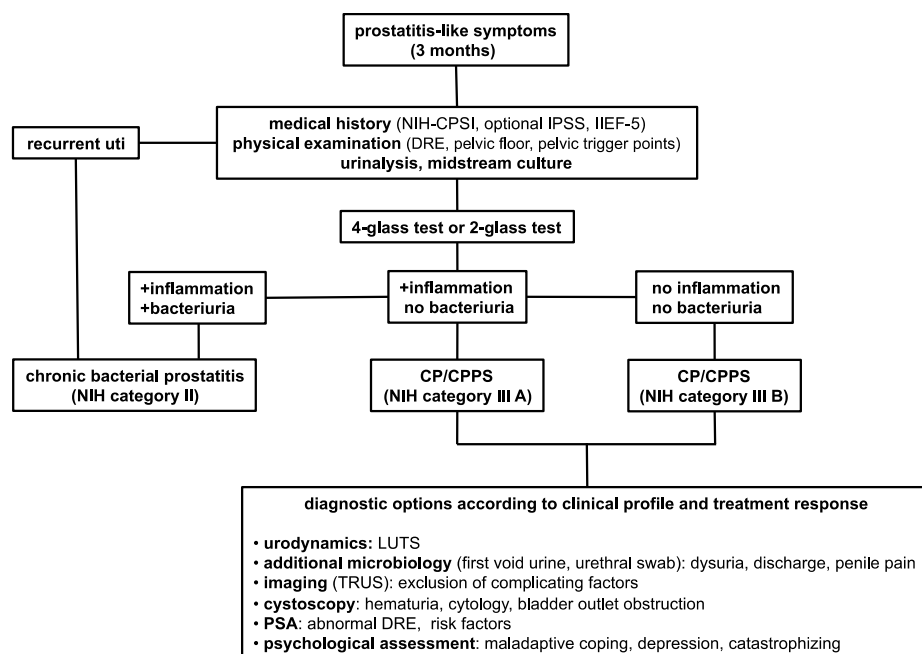 prostatitis-like symptoms
(3 months)
medical history (NIH-CPSI, optional IPSS, IIEF-5)
physical examination (DRE, pelvic floor, pelvic trigger points)
urinalysis, midstream culture
recurrent uti
4-glass test or 2-glass test
+inflammation
+bacteriuria
+inflammation
no bacteriuria
no inflammation
no bacteriuria
chronic bacterial prostatitis
(NIH category II)
CP/CPPS
(NIH category III A)
CP/CPPS
(NIH category III B)
diagnostic options according to clinical profile and treatment response
• urodynamics: LUTS
• additional microbiology (first void urine, urethral swab): dysuria, discharge, penile pain
• imaging (TRUS): exclusion of complicating factors
• cystoscopy: hematuria, cytology, bladder outlet obstruction
• PSA: abnormal DRE, risk factors
• psychological assessment: maladaptive coping, depression, catastrophizing